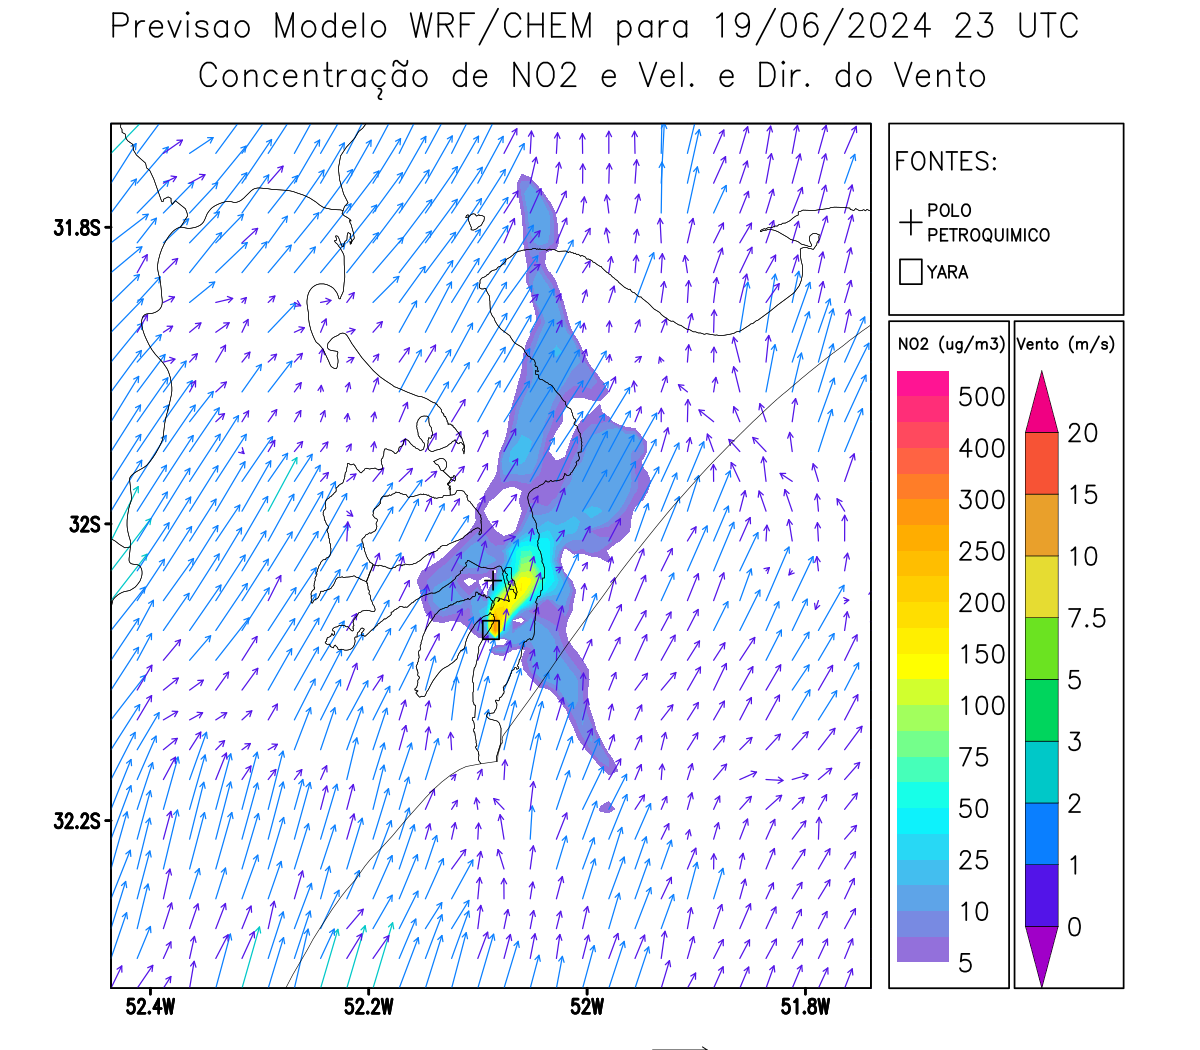 Previsao Modelo WRF/CHEM para 19/06/2024 23 UTC
Concentração de NO2 e Vel. e Dir. do Vento
FONTES:
POLO
PETROQUIMICO
YARA
NO2 (ug/m3)
500
400
300
250
200
150
100
75
50
25
10
5
Vento (m/s)
20
15
10
7.5
5
3
2
1
0
31.8S
32S
32.2S
52.4W
52.2W
52W
51.8W